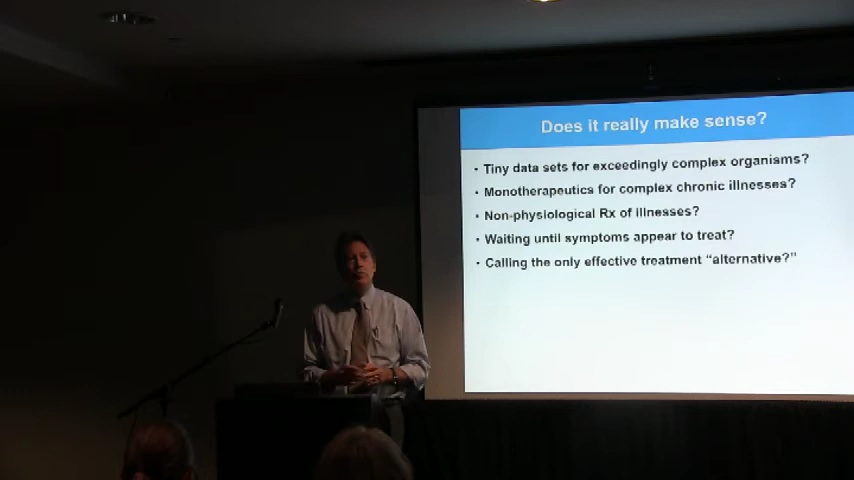 Does it really make sense?
• Tiny data sets for exceedingly complex organisms?
• Monotherapeutics for complex chronic illnesses?
• Non-physiological Rx of illnesses?
• Waiting until symptoms appear to treat?
• Calling the only effective treatment “alternative?”